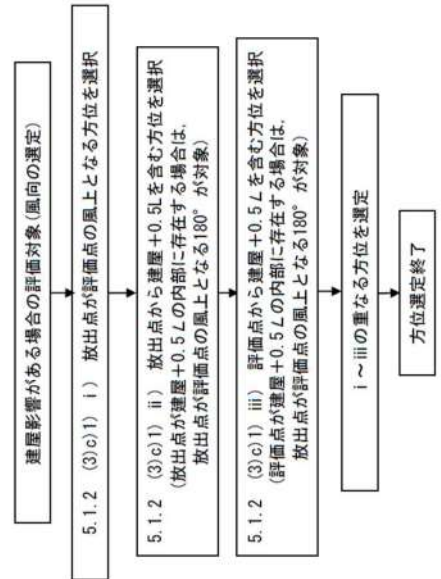 建屋影響がある場合の評価対象(風向の選定)
5.1.2 (3)c)1) ⅰ) 放出点が評価点の風上となる方位を選択
5.1.2 (3)c)1) ⅱ) 放出点から建屋+0.5Lを含む方位を選択
(放出点が建屋+0.5Lの内部に存在する場合は,
放出点が評価点の風上となる180° が対象)
5.1.2 (3)c)1) ⅲ) 評価点から建屋+0.5Lを含む方位を選択
(評価点が建屋+0.5Lの内部に存在する場合は,
放出点が評価点の風上となる180° が対象)
ⅰ~ⅲの重なる方位を選定
方位選定終了